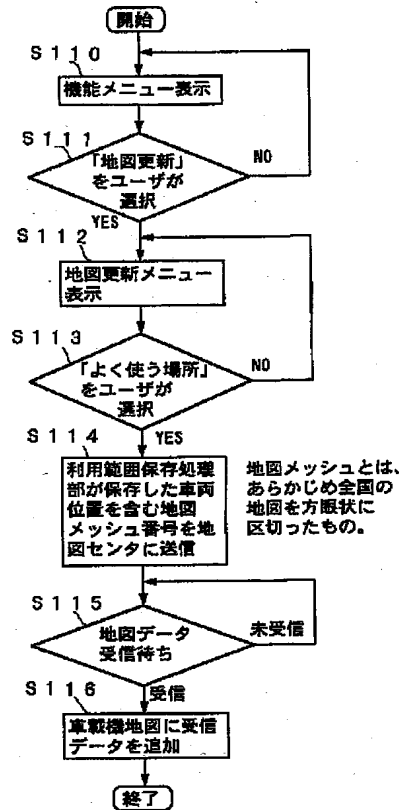 開始
S110
機能メニュー表示
S111
「地図更新」
をユーザが
選択
NO
YES
S112
地図更新メニュー
表示
S113
「よく使う場所」
をユーザが
選択
NO
YES
S114
利用範囲保存処理
部が保存した車両
位置を含む地図
メッシュ番号を地
図センタに送信
地図メッシュとは、
あらかじめ全国の
地図を方眼状に
区切ったもの。
S115
地図データ
受信待ち
未受信
受信
S116
車載機地図に受信
データを追加
終了